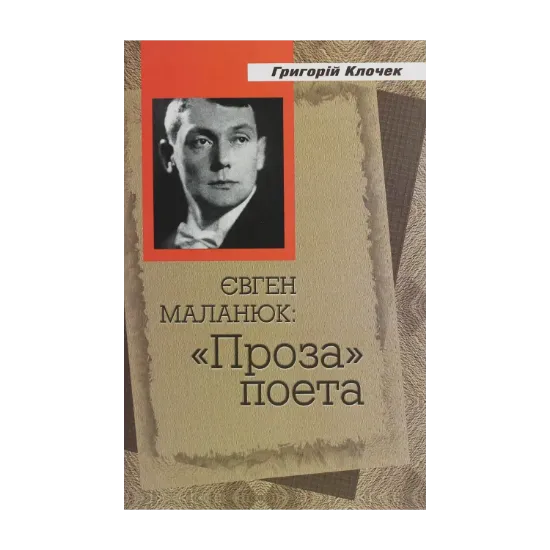 Григорій Клочек
ЄВГЕН
МАЛАНЮК:
«Проза»
поета